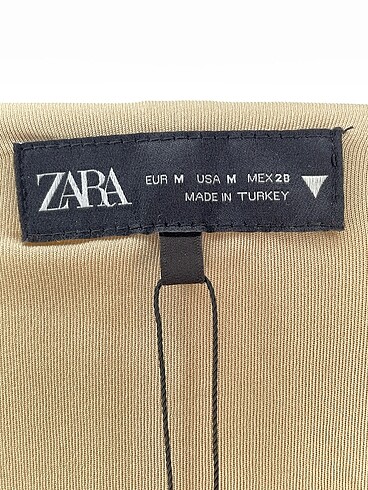 ZARA
EUR M USA M MEX 28
MADE IN TURKEY